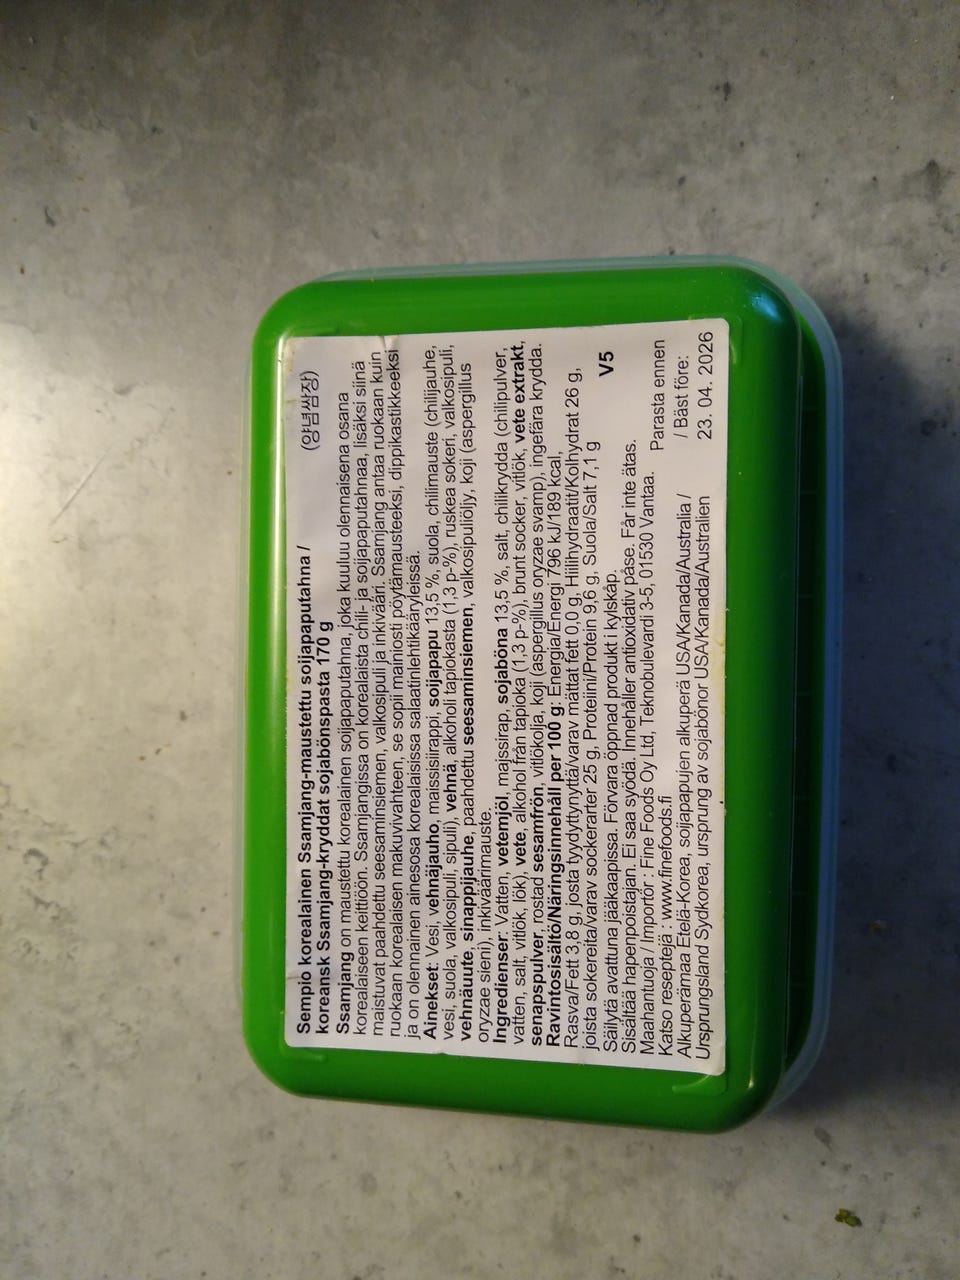 Sempio korealainen Ssamjang-maustettu soijapaputahna / (양념쌈장)
koreansk Ssamjang-kryddat sojabönspasta 170 g
Ssamjang on maustettu korealainen soijapaputahna, joka kuuluu olennaisena osana
korealaiseen keittiöön. Ssamjangissa on korealaista chili- ja soijapaputahnaa, lisäksi siinä
maistuvat paahdettu seesaminsiemen, valkosipuli ja inkivääri. Ssamjang antaa ruokaan kuin
ruokaan korealaisen makuvivahteen, se sopii mainiosti pöytämausteeksi, dippikastikkeeksi
ja on olennainen ainesosa korealaisissa salaatinlehtikääryleissä.
Ainekset: Vesi, vehnäjauho, maissisiirappi, soijapapu 13,5 %, suola, chilimauste (chilijauhe,
vesi, suola, valkosipuli, sipuli), vehnä, alkoholi tapiokasta (1,3 p-%), ruskea sokeri, valkosipuli,
vehnäuute, sinappijauhe, paahdettu seesaminsiemen, valkosipuliöljy, koji (aspergillus
oryzae sieni), inkiväärimauste.
Ingredienser: Vatten, vetemjöl, majssirap, sojaböna 13,5 %, salt, chilikrydda (chilipulver,
vatten, salt, vitlök, lök), vete, alkohol från tapioka (1,3 p-%), brunt socker, vitlök, vete extrakt,
senapspulver, rostad sesamfrön, vitlökolja, koji (aspergillus oryzae svamp), ingefära krydda.
Ravintosisältö/Näringsinnehåll per 100 g: Energia/Energi 796 kJ/189 kcal,
Rasva/Fett 3,8 g, josta tyydyttynyttä/varav mättat fett 0,0 g, Hiilihydraatit/Kolhydrat 26 g,
joista sokereita/varav sockerarter 25 g, Proteiini/Protein 9,6 g, Suola/Salt 7,1 g
Säilytä avattuna jääkaapissa. Förvara öppnad produkt i kylskåp. V5
Sisältää hapenpoistajan. Ei saa syödä. Innehåller antioxidativ påse. Får inte ätas.
Maahantuoja / Importör : Fine Foods Oy Ltd, Teknobulevardi 3-5, 01530 Vantaa.
Katso reseptejä : www.finefoods.fi
Alkuperämaa Etelä-Korea, soijapapujen alkuperä USA/Kanada/Australia /
Ursprungsland Sydkorea, ursprung av sojabönor USA/Kanada/Australien
Parasta ennen
/ Bäst före:
23. 04. 2026